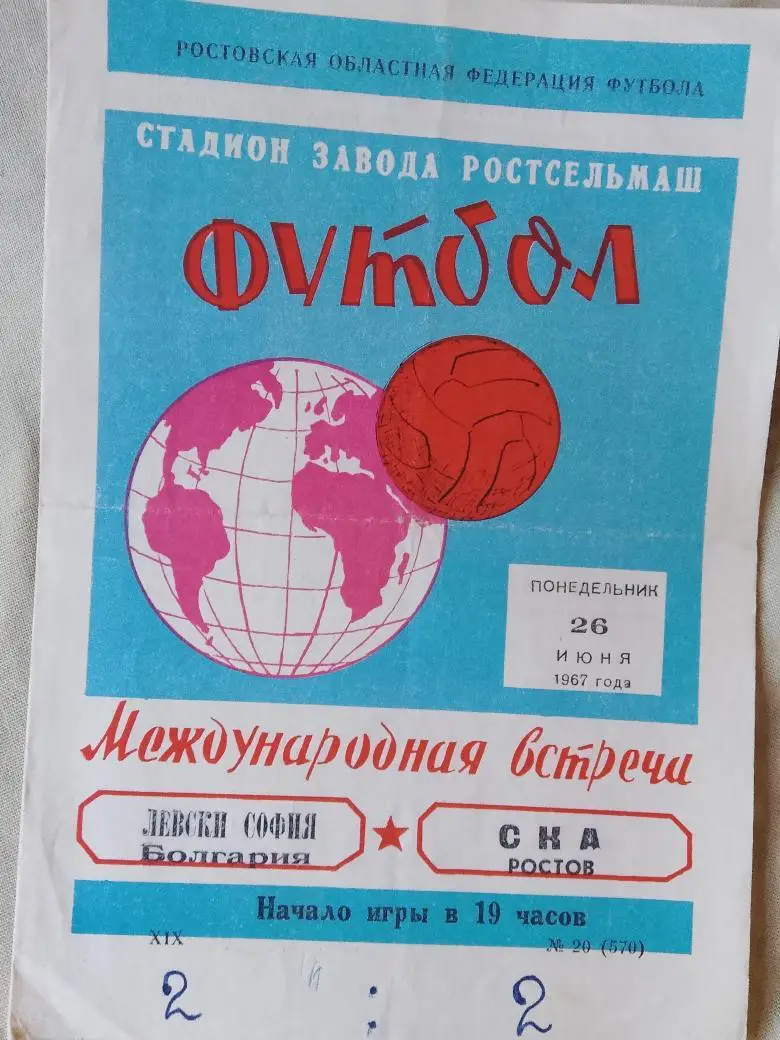 РОСТОВСКАЯ ОБЛАСТНАЯ ФЕДЕРАЦИЯ ФУТБОЛА
СТАДИОН ЗАВОДА РОСТСЕЛЬМАШ
ФУТБОЛ
ПОНЕДЕЛЬНИК
26
ИЮНЯ
1967 года
Международная встреча
ЛЕВСКИ СОФИЯ
Болгария
СКА
РОСТОВ
Начало игры в 19 часов
XIX
№ 20 (570)
2 : 2